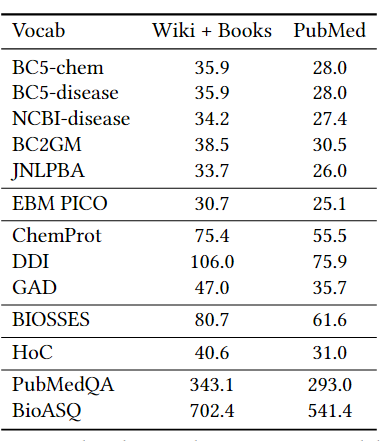 Vocab Wiki + Books PubMed
BC5-chem 35.9 28.0
BC5-disease 35.9 28.0
NCBI-disease 34.2 27.4
BC2GM 38.5 30.5
JNLPBA 33.7 26.0
EBM PICO 30.7 25.1
ChemProt 75.4 55.5
DDI 106.0 75.9
GAD 47.0 35.7
BIOSSES 80.7 61.6
HoC 40.6 31.0
PubMedQA 343.1 293.0
BioASQ 702.4 541.4